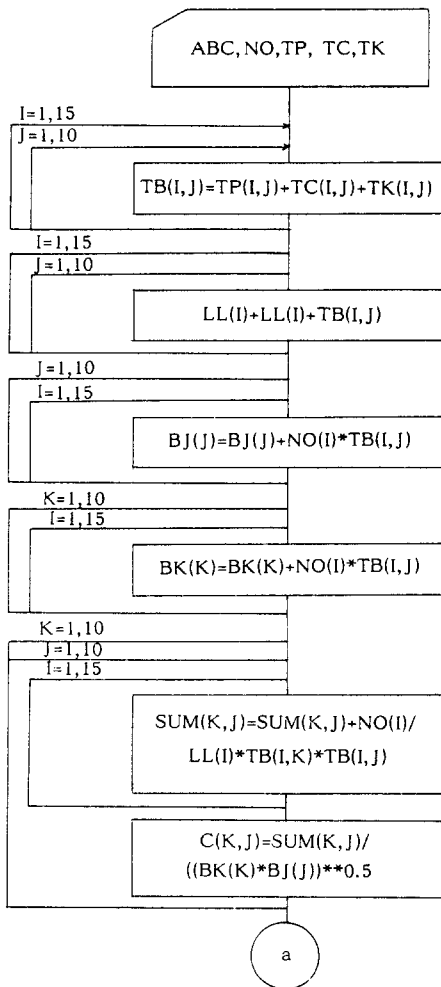 ABC, NO, TP, TC, TK
I=1,15
J=1,10
TB(I,J)=TP(I,J)+TC(I,J)+TK(I,J)
I=1,15
J=1,10
LL(I)+LL(I)+TB(I,J)
J=1,10
I=1,15
BJ(J)=BJ(J)+NO(I)*TB(I,J)
K=1,10
I=1,15
BK(K)=BK(K)+NO(I)*TB(I,J)
K=1,10
J=1,10
I=1,15
SUM(K,J)=SUM(K,J)+NO(I)/
LL(I)*TB(I,K)*TB(I,J)
C(K,J)=SUM(K,J)/
((BK(K)*BJ(J))**0.5
a